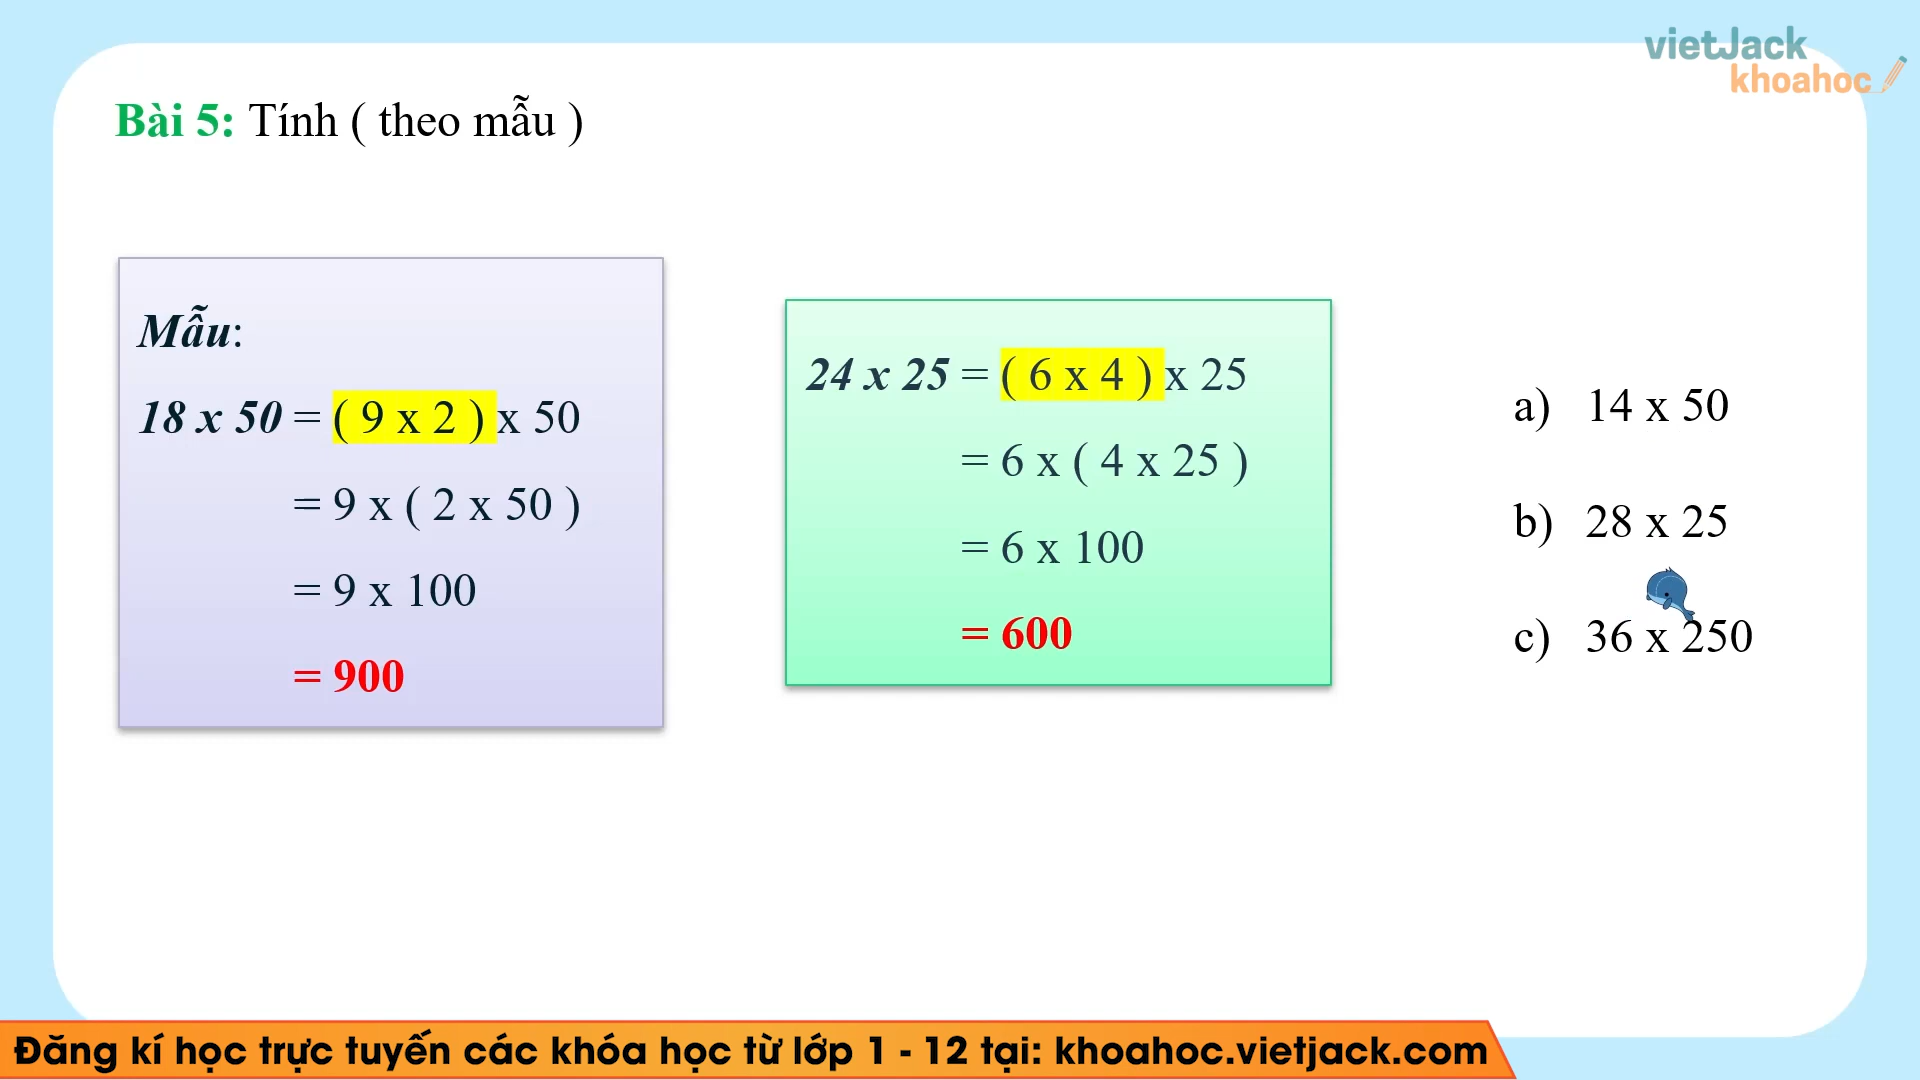 vietJack
khoahoc
Bài 5: Tính ( theo mẫu )
Mẫu:
18 x 50 = ( 9 x 2 ) x 50
= 9 x ( 2 x 50 )
= 9 x 100
= 900
24 x 25 = ( 6 x 4 ) x 25
= 6 x ( 4 x 25 )
= 6 x 100
= 600
a) 14 x 50
b) 28 x 25
c) 36 x 250
Đăng kí học trực tuyến các khóa học từ lớp 1 - 12 tại: khoahoc.vietjack.com